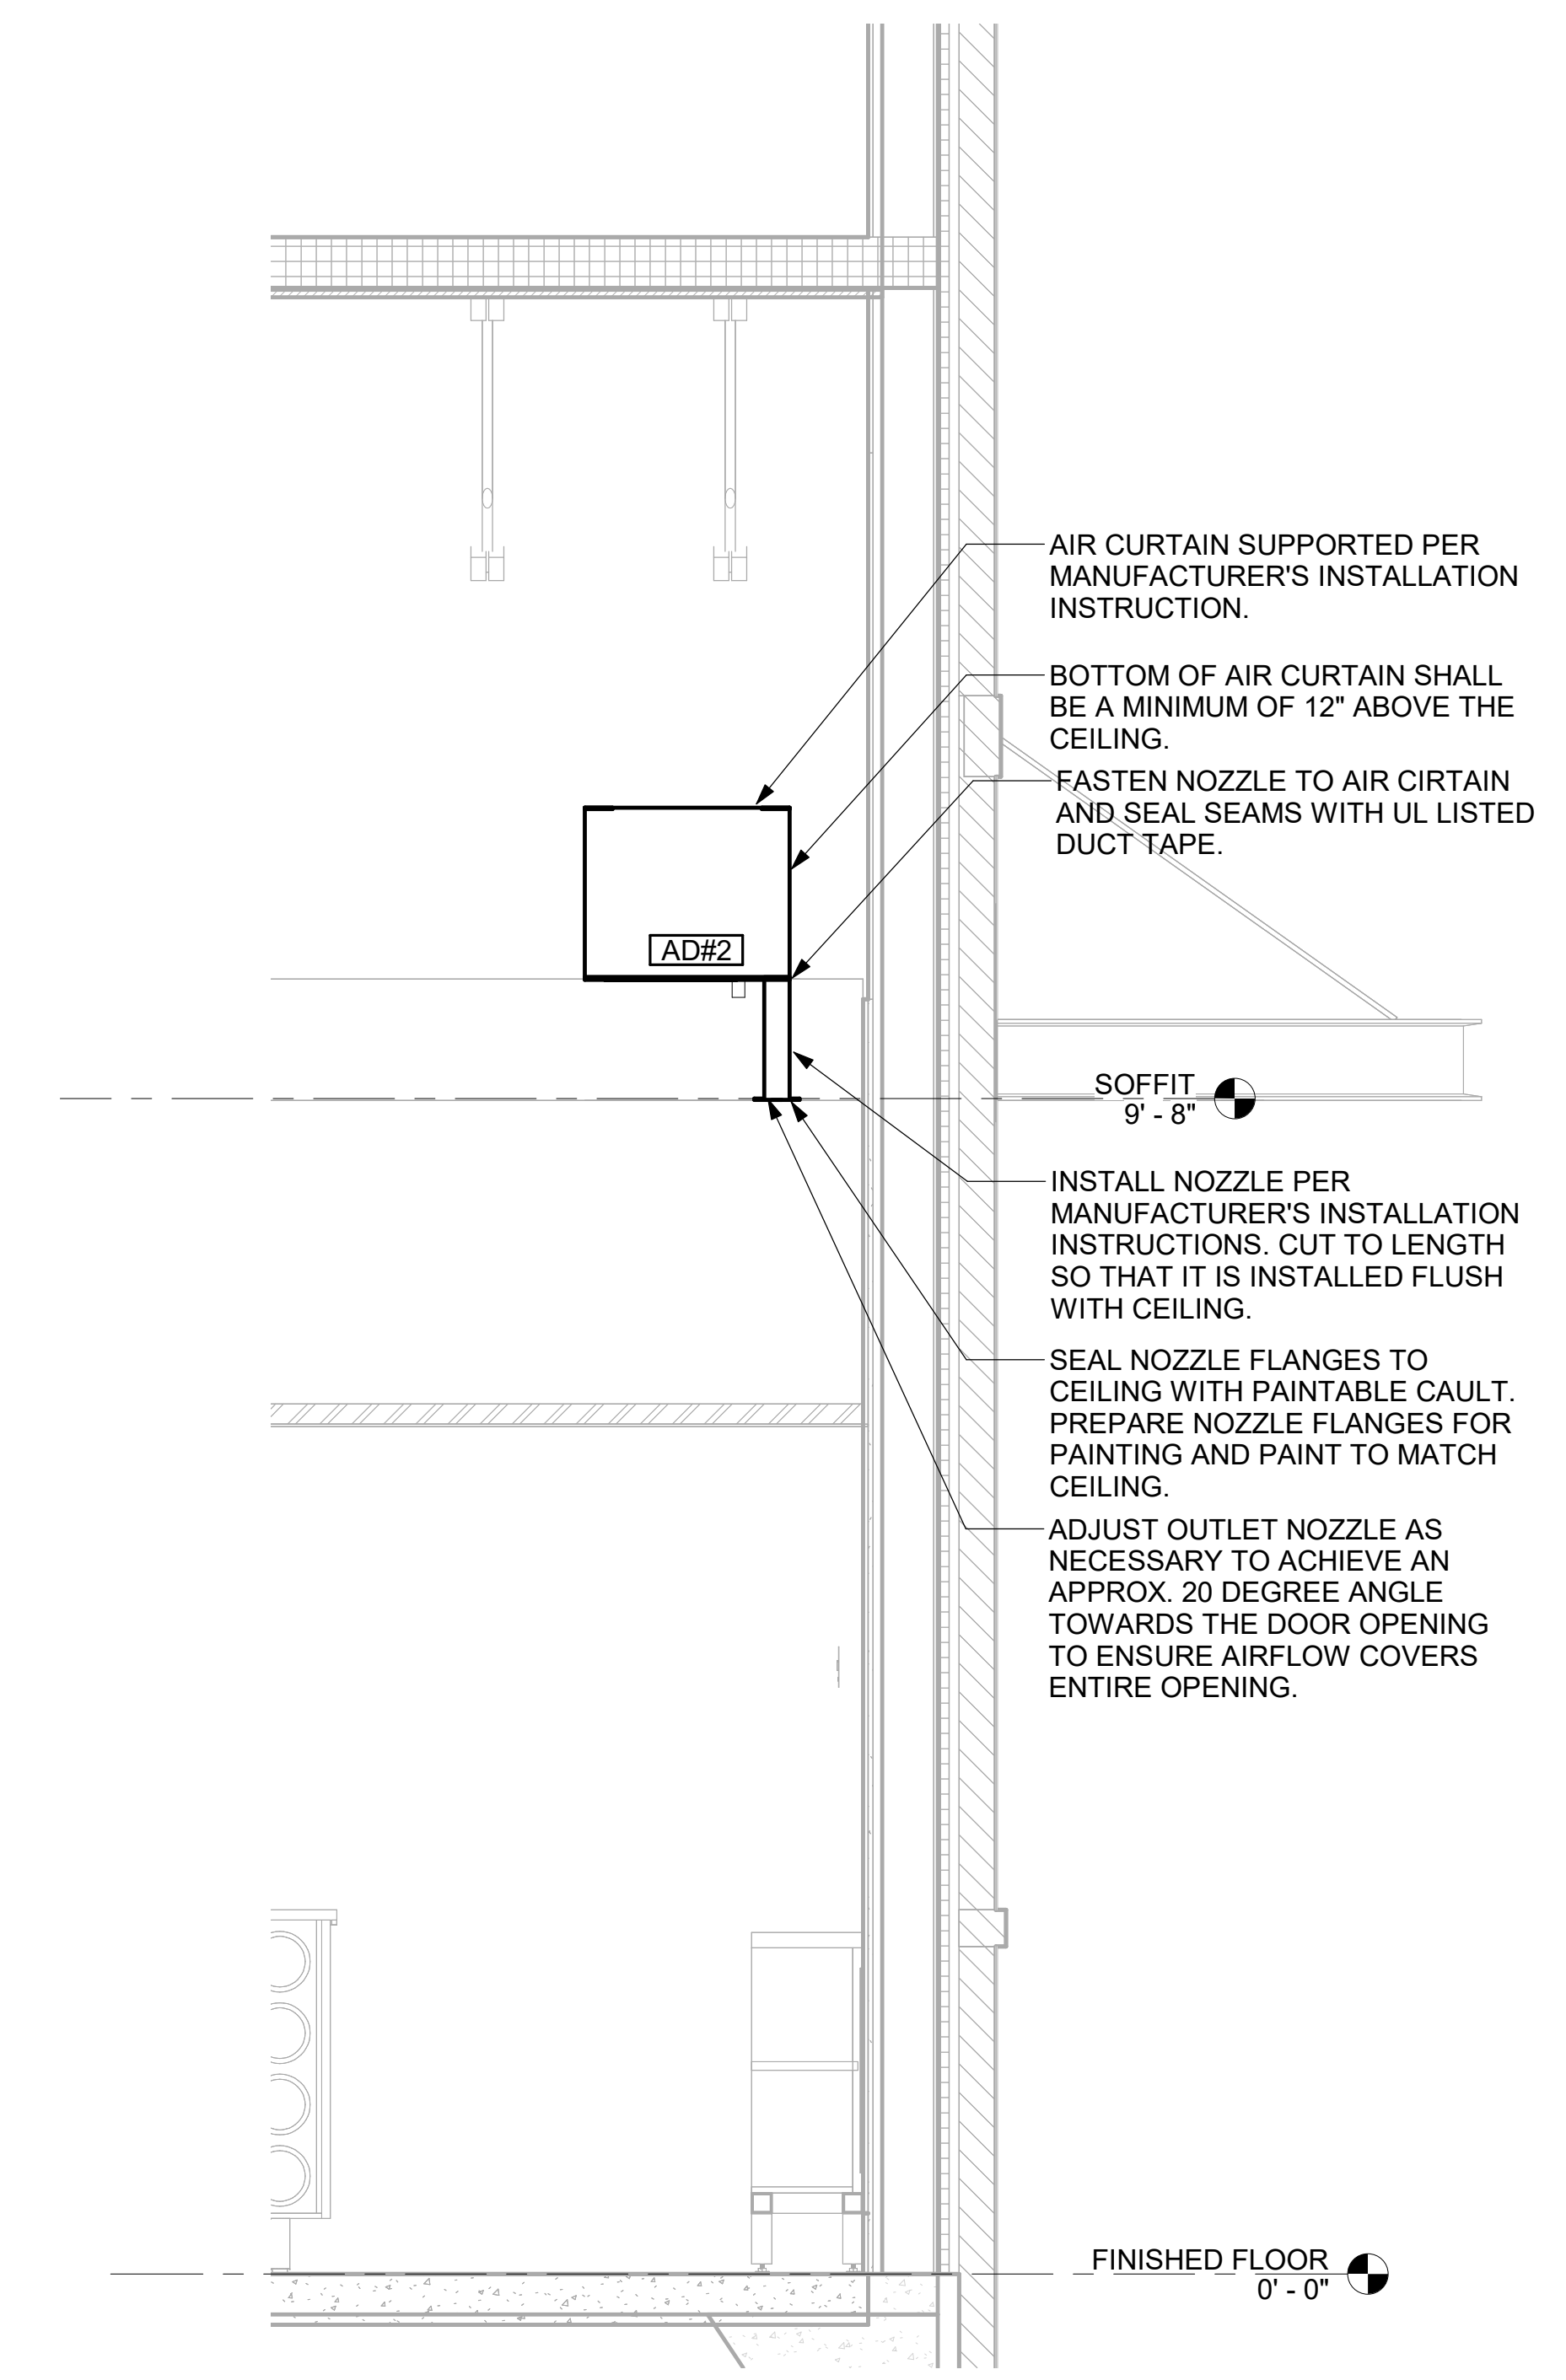 AIR CURTAIN SUPPORTED PER
MANUFACTURER'S INSTALLATION
INSTRUCTION.
BOTTOM OF AIR CURTAIN SHALL
BE A MINIMUM OF 12" ABOVE THE
CEILING.
FASTEN NOZZLE TO AIR CIRTAIN
AND SEAL SEAMS WITH UL LISTED
DUCT TAPE.
AD#2
SOFFIT
9' - 8"
INSTALL NOZZLE PER
MANUFACTURER'S INSTALLATION
INSTRUCTIONS. CUT TO LENGTH
SO THAT IT IS INSTALLED FLUSH
WITH CEILING.
SEAL NOZZLE FLANGES TO
CEILING WITH PAINTABLE CAULT.
PREPARE NOZZLE FLANGES FOR
PAINTING AND PAINT TO MATCH
CEILING.
ADJUST OUTLET NOZZLE AS
NECESSARY TO ACHIEVE AN
APPROX. 20 DEGREE ANGLE
TOWARDS THE DOOR OPENING
TO ENSURE AIRFLOW COVERS
ENTIRE OPENING.
FINISHED FLOOR
0' - 0"